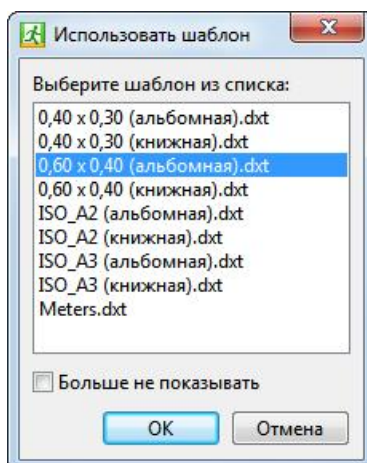 Использовать шаблон
Выберите шаблон из списка:
0,40 x 0,30 (альбомная).dxt
0,40 x 0,30 (книжная).dxt
0,60 x 0,40 (альбомная).dxt
0,60 x 0,40 (книжная).dxt
ISO_A2 (альбомная).dxt
ISO_A2 (книжная).dxt
ISO_A3 (альбомная).dxt
ISO_A3 (книжная).dxt
Meters.dxt
Больше не показывать
OK Отмена